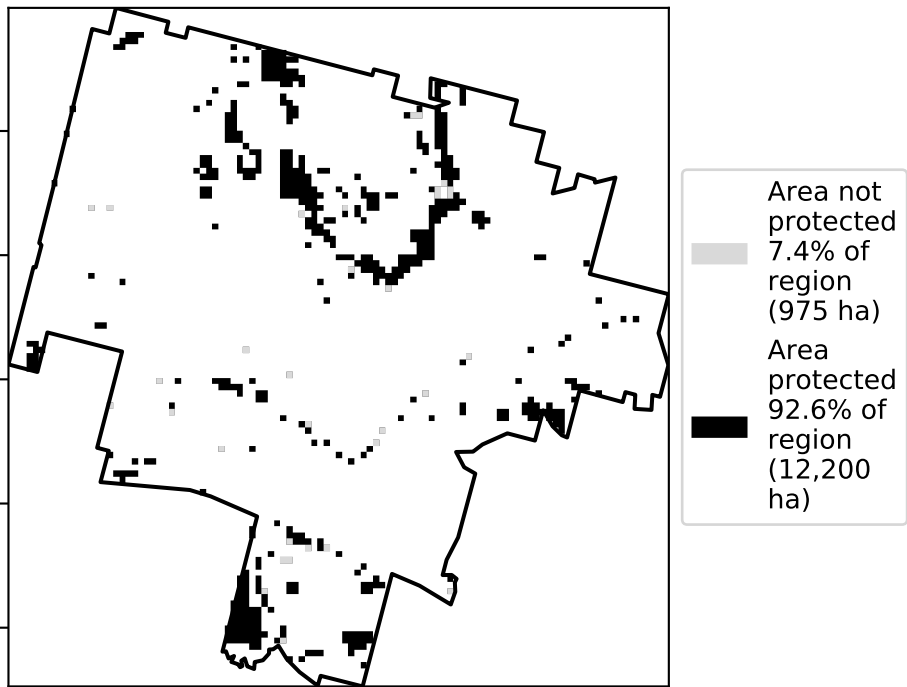 Area not
protected
7.4% of
region
(975 ha)
Area
protected
92.6% of
region
(12,200
ha)